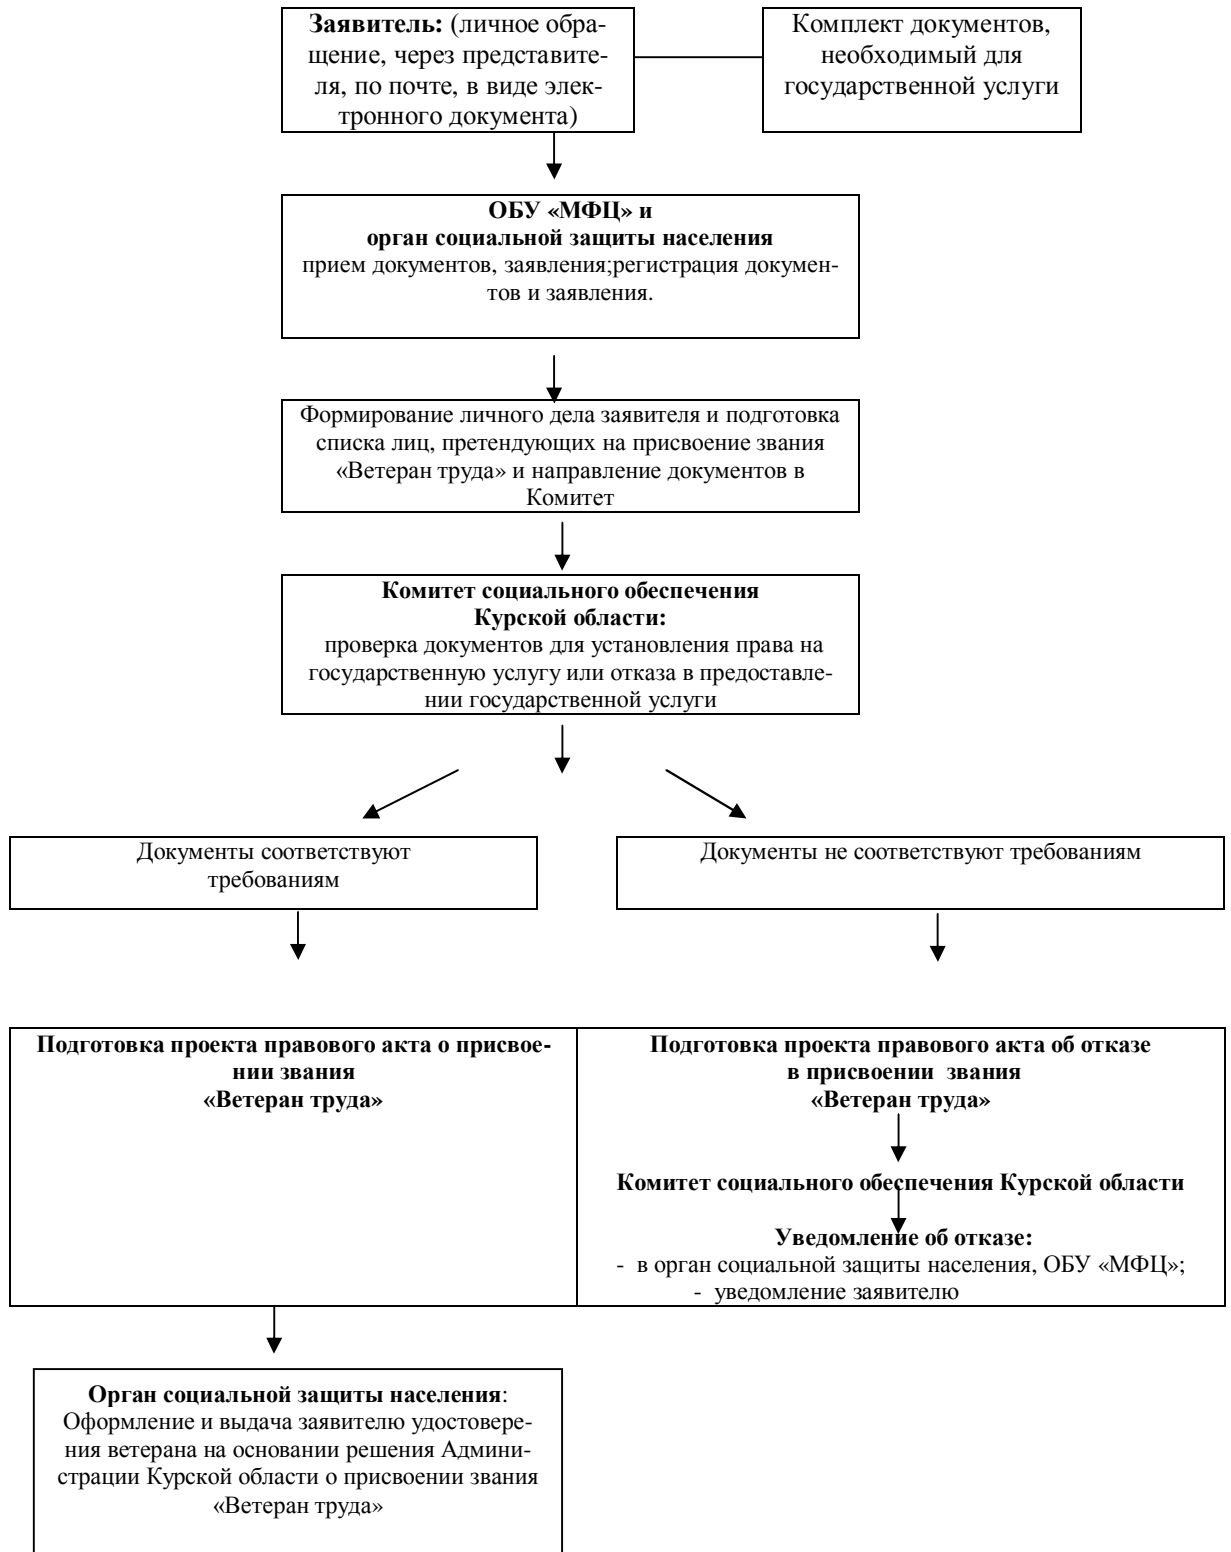 Заявитель: (личное обра-
щение, через представите-
ля, по почте, в виде элек-
тронного документа)
Комплект документов,
необходимый для
государственной услуги
ОБУ «МФЦ» и
орган социальной защиты населения
прием документов, заявления;регистрация докумен-
тов и заявления.
Формирование личного дела заявителя и подготовка
списка лиц, претендующих на присвоение звания
«Ветеран труда» и направление документов в
Комитет
Комитет социального обеспечения
Курской области:
проверка документов для установления права на
государственную услугу или отказа в предоставле-
нии государственной услуги
Документы соответствуют
требованиям
Документы не соответствуют требованиям
Подготовка проекта правового акта о присвое-
нии звания
«Ветеран труда»
Подготовка проекта правового акта об отказе
в присвоении звания
«Ветеран труда»
Комитет социального обеспечения Курской области
Уведомление об отказе:
- в орган социальной защиты населения, ОБУ «МФЦ»;
- уведомление заявителю
Орган социальной защиты населения:
Оформление и выдача заявителю удостовере-
ния ветерана на основании решения Админи-
страции Курской области о присвоении звания
«Ветеран труда»